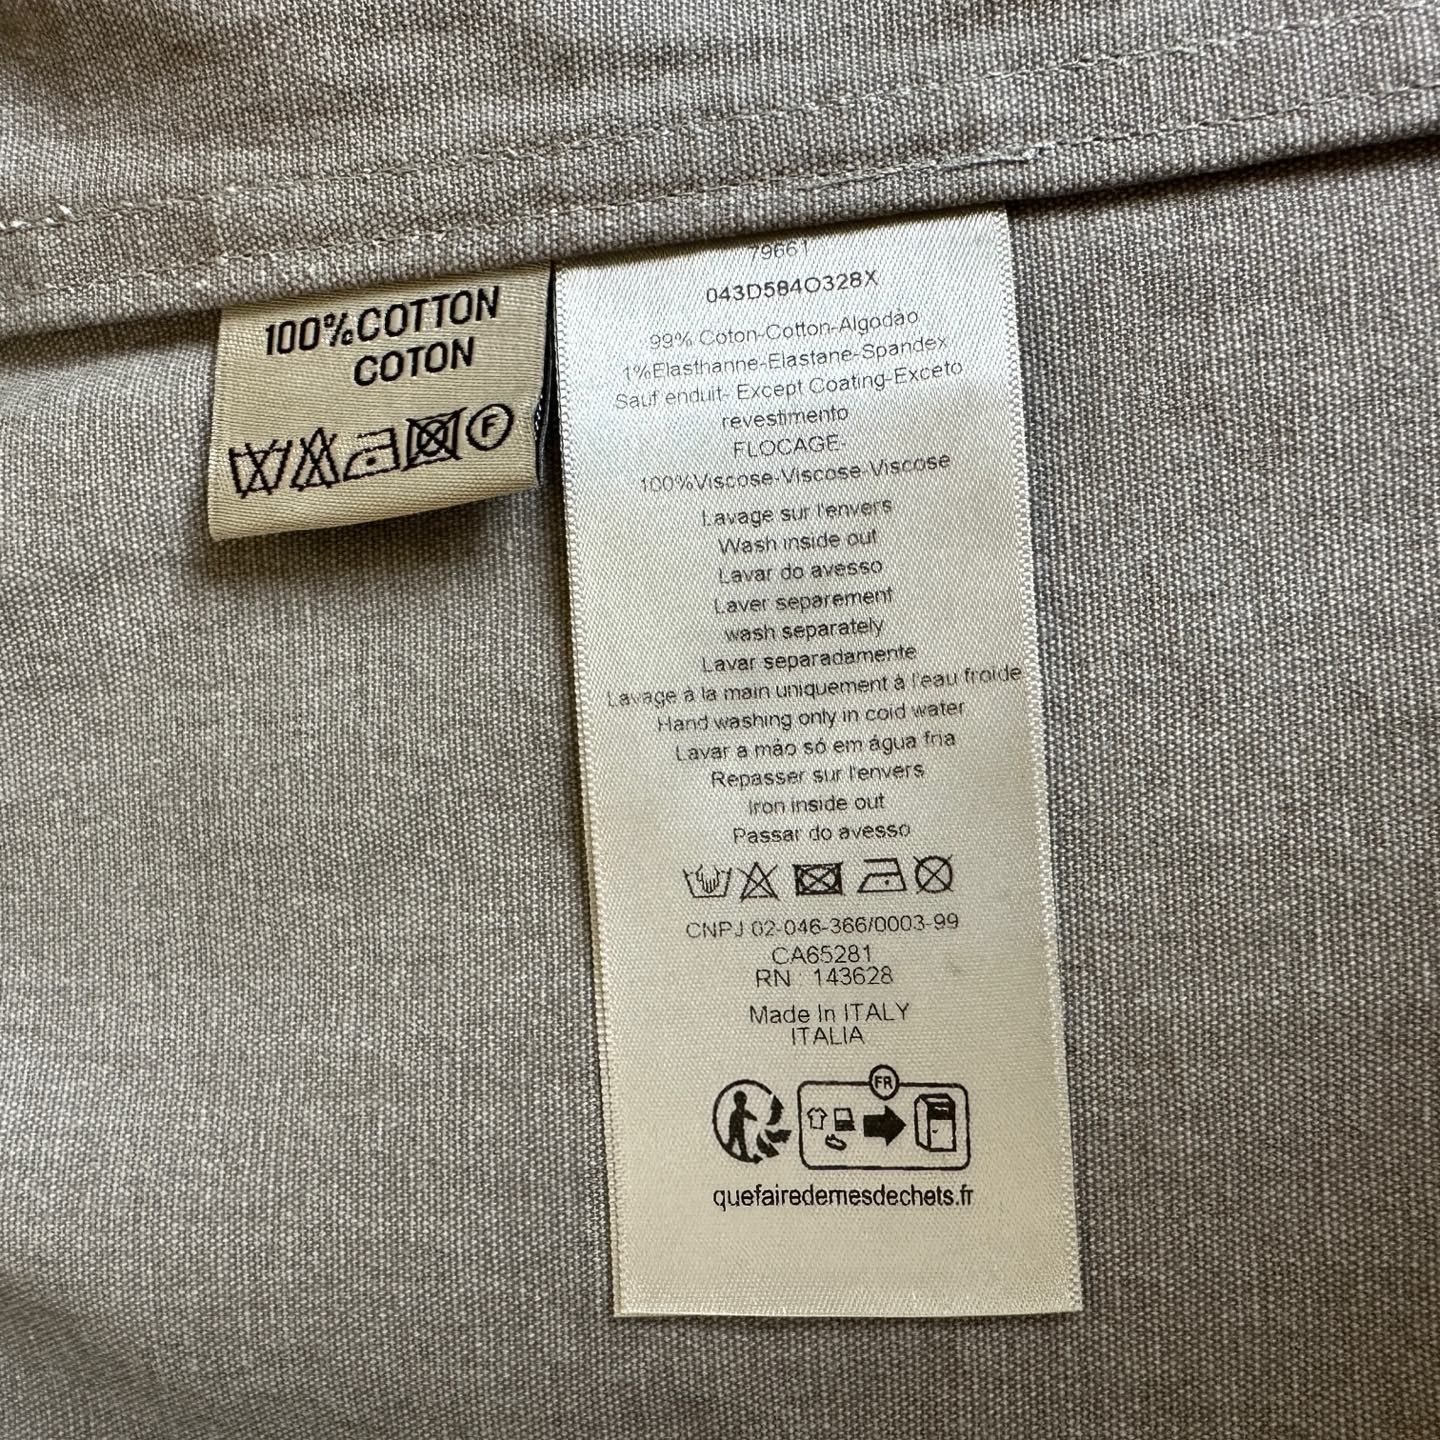 100%COTTON
COTON
F
79661
043D584O328X
99% Coton-Cotton-Algodão
1%Elasthanne-Elastane-Spandex
Sauf enduit- Except Coating-Exceto
revestimento
FLOCAGE-
100%Viscose-Viscose-Viscose
Lavage sur l'envers
Wash inside out
Lavar do avesso
Laver separement
wash separately
Lavar separadamente
Lavage à la main uniquement à l'eau froide
Hand washing only in cold water
Lavar a mão só em água fria
Repasser sur l'envers
Iron inside out
Passar do avesso
CNPJ 02-046-366/0003-99
CA65281
RN : 143628
Made In ITALY
ITALIA
FR
quefairedemesdechets.fr